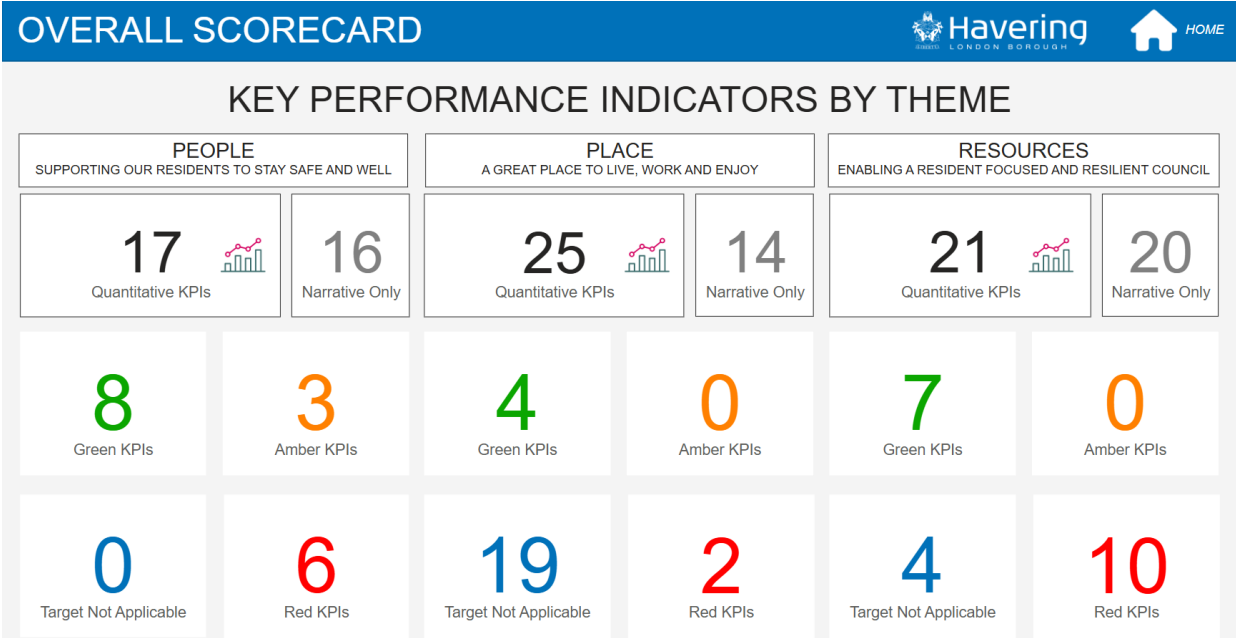 OVERALL SCORECARD
Havering
LONDON BOROUGH
HOME
KEY PERFORMANCE INDICATORS BY THEME
PEOPLE
SUPPORTING OUR RESIDENTS TO STAY SAFE AND WELL
PLACE
A GREAT PLACE TO LIVE, WORK AND ENJOY
RESOURCES
ENABLING A RESIDENT FOCUSED AND RESILIENT COUNCIL
17
Quantitative KPIs
16
Narrative Only
25
Quantitative KPIs
14
Narrative Only
21
Quantitative KPIs
20
Narrative Only
8
Green KPIs
3
Amber KPIs
4
Green KPIs
0
Amber KPIs
7
Green KPIs
0
Amber KPIs
0
Target Not Applicable
6
Red KPIs
19
Target Not Applicable
2
Red KPIs
4
Target Not Applicable
10
Red KPIs